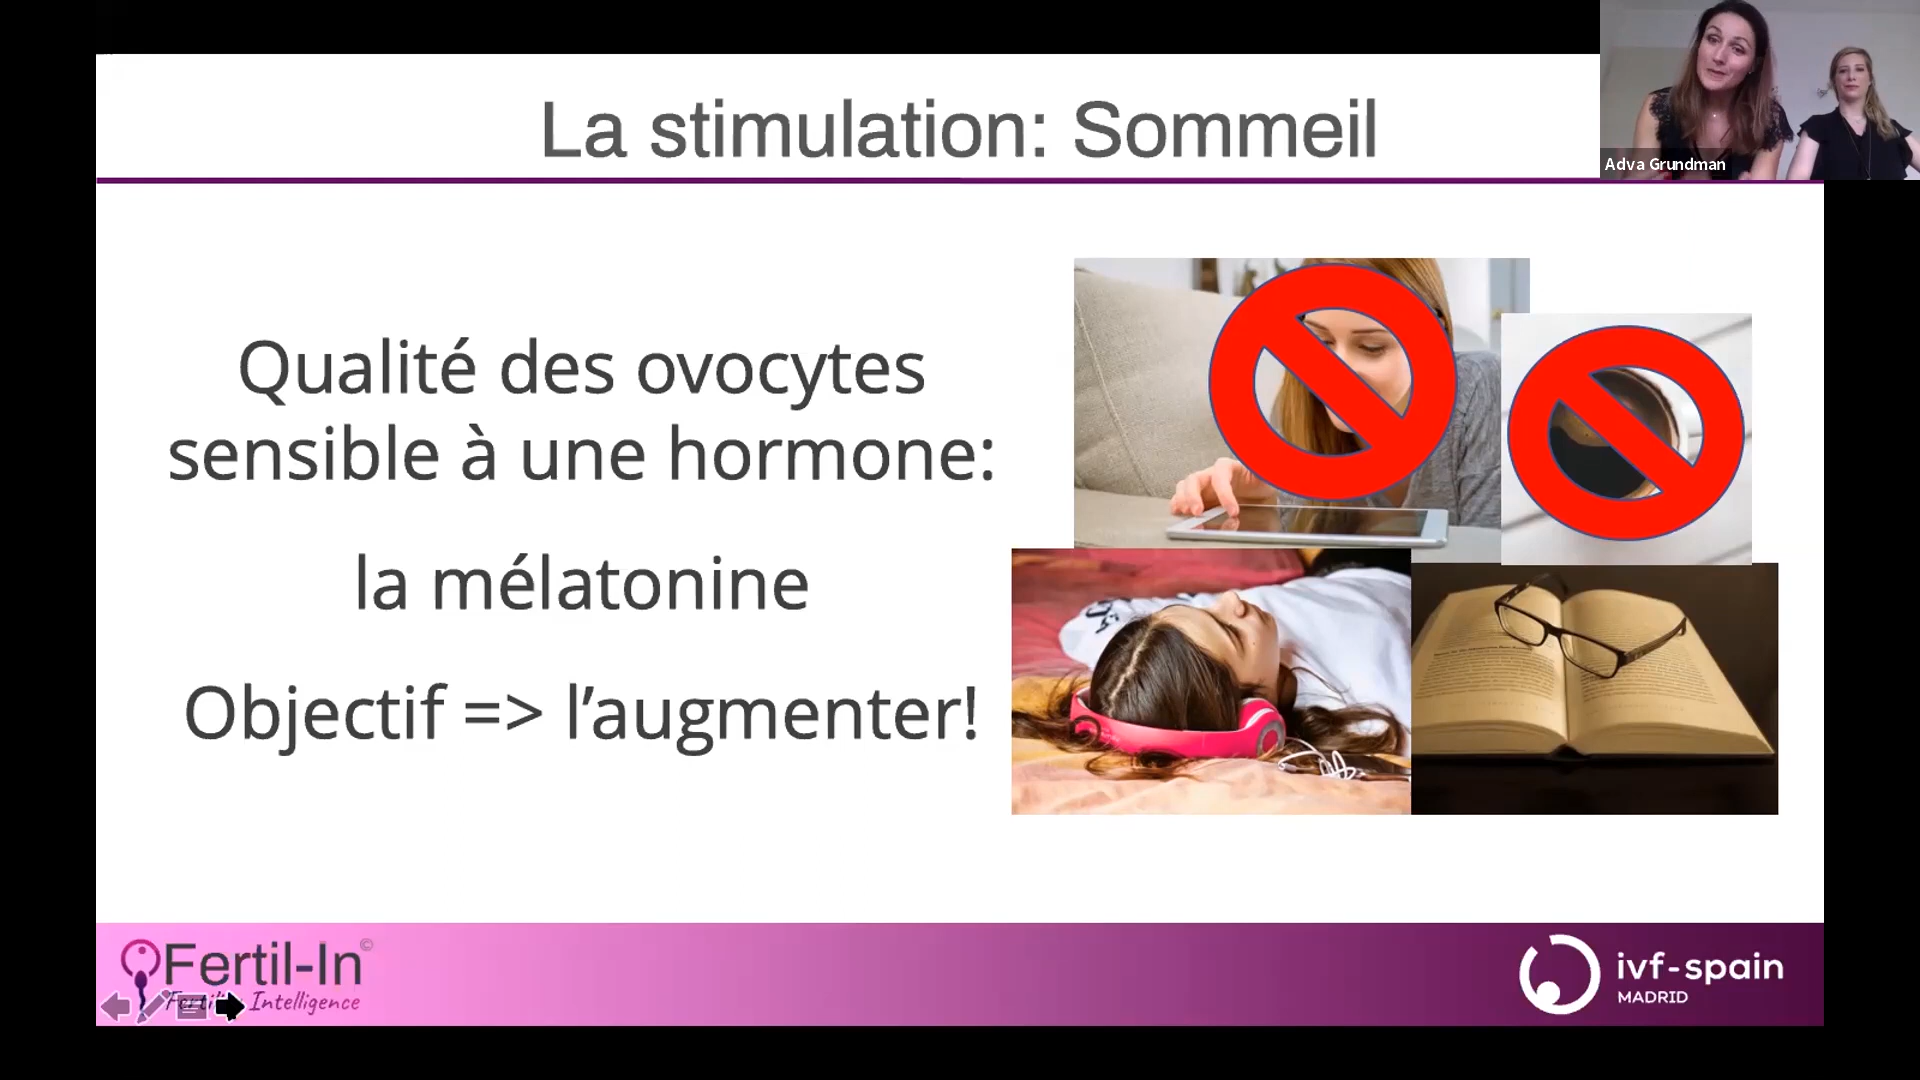 La stimulation: Sommeil
Adva Grundman
Qualité des ovocytes
sensible à une hormone:
la mélatonine
Objectif => l’augmenter!
Fertil-In©
Intelligence
ivf-spain
MADRID